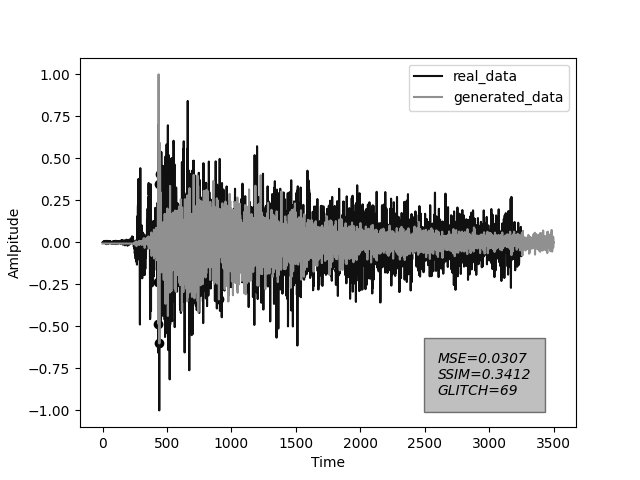 1.00
0.75
0.50
0.25
0.00
−0.25
−0.50
−0.75
−1.00
Amlpitude
real_data
generated_data
MSE=0.0307
SSIM=0.3412
GLITCH=69
0 500 1000 1500 2000 2500 3000 3500
Time